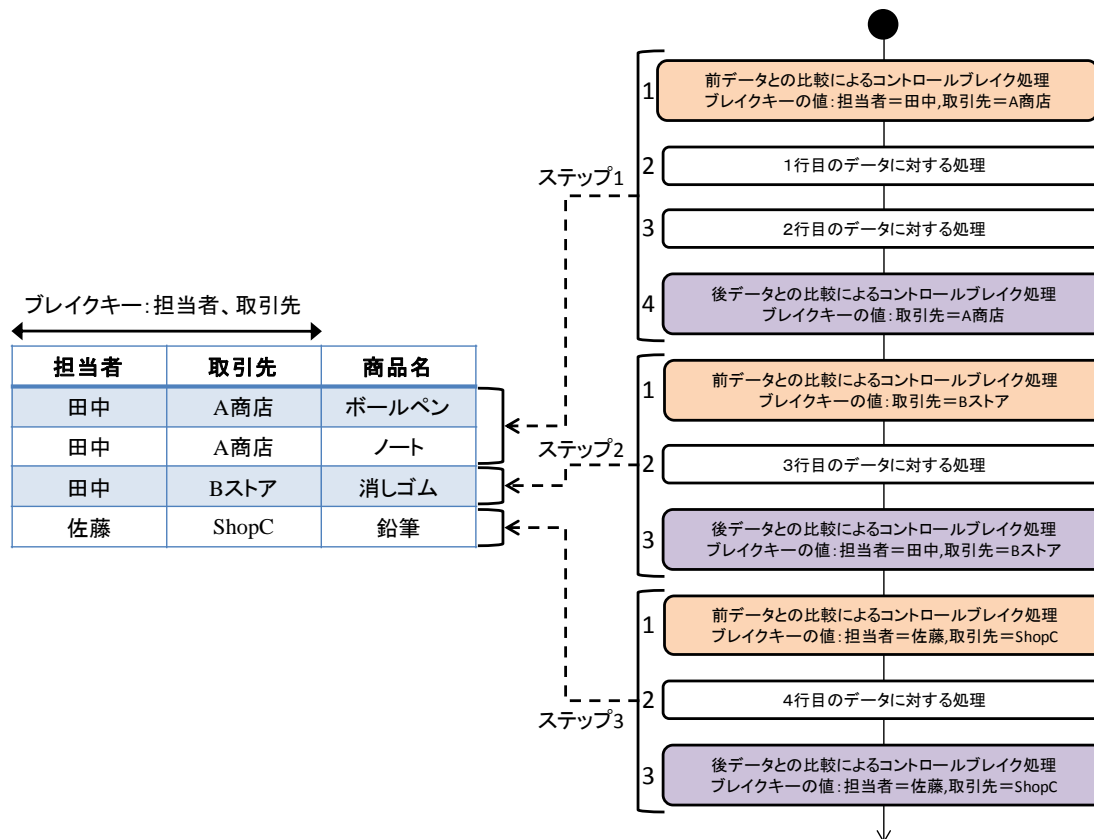 ブレイクキー：担当者、取引先
担当者 取引先 商品名
田中 A商店 ボールペン
田中 A商店 ノート
田中 Bストア 消しゴム
佐藤 ShopC 鉛筆
ステップ1
1
前データとの比較によるコントロールブレイク処理
ブレイクキーの値：担当者＝田中,取引先＝A商店
2
１行目のデータに対する処理
3
２行目のデータに対する処理
4
後データとの比較によるコントロールブレイク処理
ブレイクキーの値：取引先＝A商店
ステップ2
1
前データとの比較によるコントロールブレイク処理
ブレイクキーの値：取引先＝Bストア
2
３行目のデータに対する処理
3
後データとの比較によるコントロールブレイク処理
ブレイクキーの値：担当者＝田中,取引先＝Bストア
ステップ3
1
前データとの比較によるコントロールブレイク処理
ブレイクキーの値：担当者＝佐藤,取引先＝ShopC
2
４行目のデータに対する処理
3
後データとの比較によるコントロールブレイク処理
ブレイクキーの値：担当者＝佐藤,取引先＝ShopC